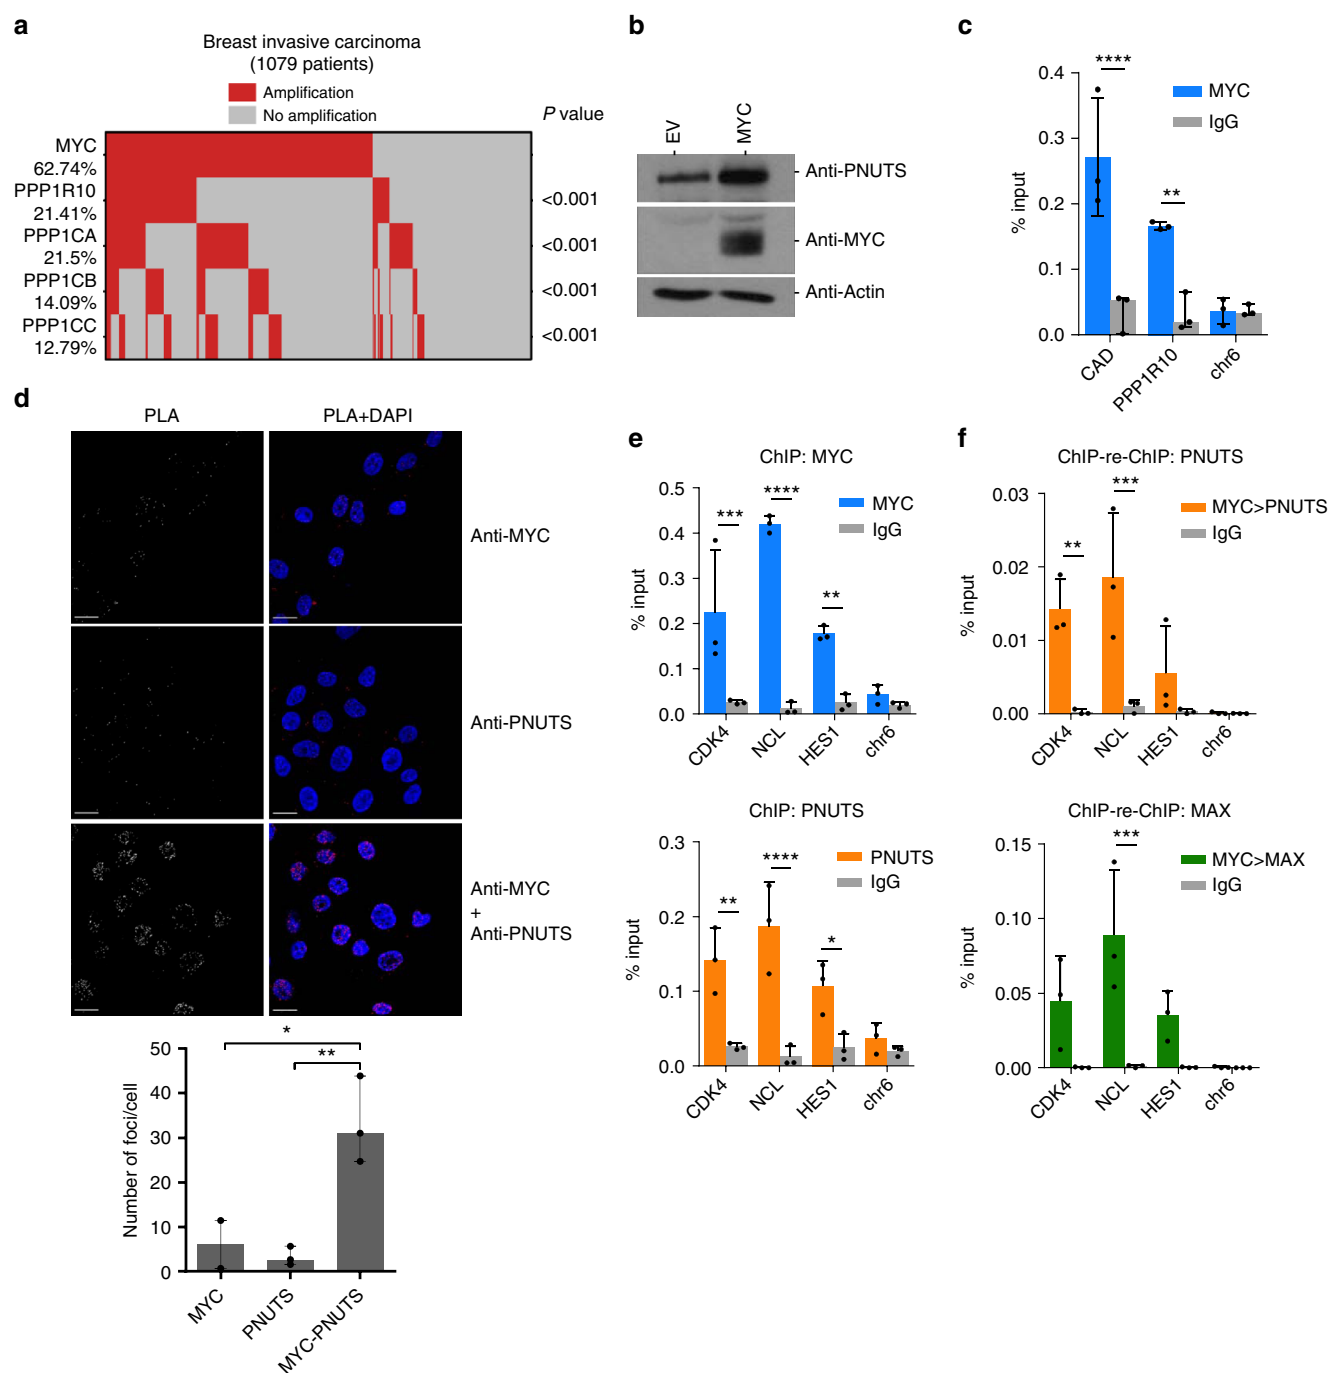 a
Breast invasive carcinoma
(1079 patients)
Amplification
No amplification
P value
MYC
62.74%
PPP1R10
21.41%
<0.001
PPP1CA
21.5%
<0.001
PPP1CB
14.09%
<0.001
PPP1CC
12.79%
<0.001
b
EV
MYC
Anti-PNUTS
Anti-MYC
Anti-Actin
c
****
**
MYC
IgG
% input
0.4
0.3
0.2
0.1
0.0
CAD
PPP1R10
chr6
d
PLA
PLA+DAPI
Anti-MYC
Anti-PNUTS
Anti-MYC
+
Anti-PNUTS
*
**
Number of foci/cell
50
40
30
20
10
0
MYC
PNUTS
MYC-PNUTS
e
ChIP: MYC
***
****
**
MYC
IgG
% input
0.5
0.4
0.3
0.2
0.1
0.0
CDK4
NCL
HES1
chr6
ChIP: PNUTS
**
****
*
PNUTS
IgG
% input
0.3
0.2
0.1
0.0
CDK4
NCL
HES1
chr6
f
ChIP-re-ChIP: PNUTS
**
***
MYC>PNUTS
IgG
% input
0.03
0.02
0.01
0.00
CDK4
NCL
HES1
chr6
ChIP-re-ChIP: MAX
***
MYC>MAX
IgG
% input
0.15
0.10
0.05
0.00
CDK4
NCL
HES1
chr6